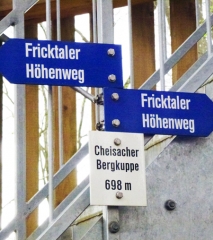 Fricktaler
Höhenweg
Fricktaler
Höhenweg
Cheisacher
Bergkuppe
698 m